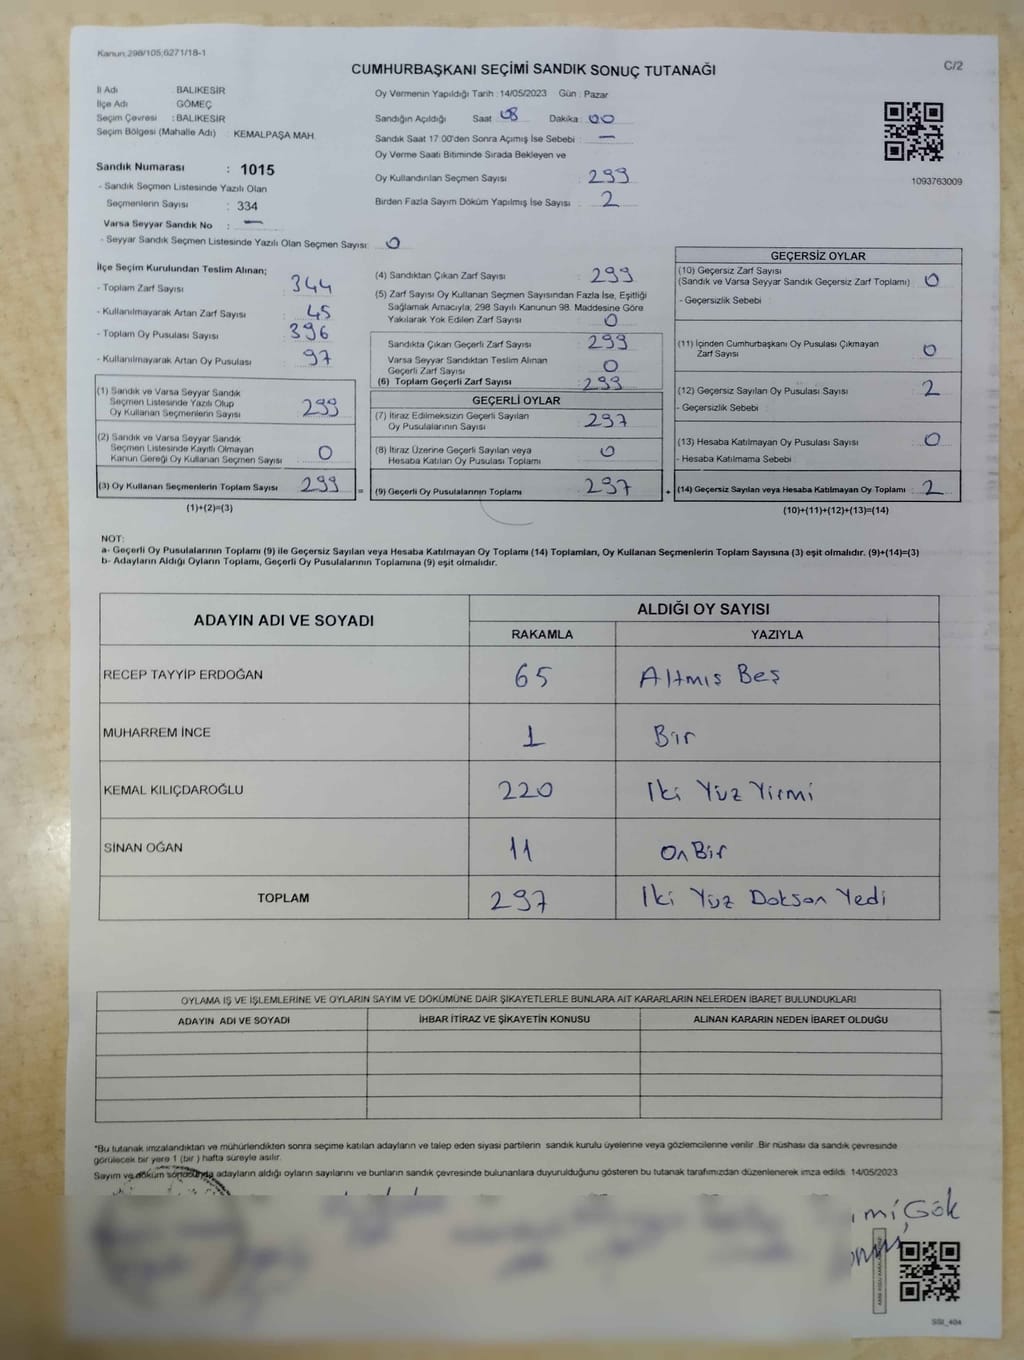 Kanun:298/105;6271/18-1
CUMHURBAŞKANI SEÇİMİ SANDIK SONUÇ TUTANAĞI
C/2
İl Adı : BALIKESİR
İlçe Adı : GÖMEÇ
Seçim Çevresi : BALIKESİR
Seçim Bölgesi (Mahalle Adı) : KEMALPAŞA MAH.
Sandık Numarası : 1015
- Sandık Seçmen Listesinde Yazılı Olan
Seçmenlerin Sayısı : 334
Varsa Seyyar Sandık No : —
- Seyyar Sandık Seçmen Listesinde Yazılı Olan Seçmen Sayısı: 0
Oy Vermenin Yapıldığı Tarih : 14/05/2023 Gün : Pazar
Sandığın Açıldığı Saat : 08 Dakika : 00
Sandık Saat 17:00'den Sonra Açımış İse Sebebi : —
Oy Verme Saati Bitiminde Sırada Bekleyen ve
Oy Kullandırılan Seçmen Sayısı : 299
Birden Fazla Sayım Döküm Yapılmış İse Sayısı : 2
1093763009
İlçe Seçim Kurulundan Teslim Alınan;
- Toplam Zarf Sayısı : 344
- Kullanılmayarak Artan Zarf Sayısı : 45
- Toplam Oy Pusulası Sayısı : 396
- Kullanılmayarak Artan Oy Pusulası : 97
(1) Sandık ve Varsa Seyyar Sandık
Seçmen Listesinde Yazılı Olup
Oy Kullanan Seçmenlerin Sayısı : 299
(2) Sandık ve Varsa Seyyar Sandık
Seçmen Listesinde Kayıtlı Olmayan
Kanun Gereği Oy Kullanan Seçmen Sayısı : 0
(3) Oy Kullanan Seçmenlerin Toplam Sayısı : 299
(1)+(2)=(3)
(4) Sandıktan Çıkan Zarf Sayısı : 299
(5) Zarf Sayısı Oy Kullanan Seçmen Sayısından Fazla İse, Eşitliği
Sağlamak Amacıyla; 298 Sayılı Kanunun 98. Maddesine Göre
Yakılarak Yok Edilen Zarf Sayısı : 0
Sandıkta Çıkan Geçerli Zarf Sayısı : 299
Varsa Seyyar Sandıktan Teslim Alınan
Geçerli Zarf Sayısı : 0
(6) Toplam Geçerli Zarf Sayısı : 299
GEÇERLİ OYLAR
(7) İtiraz Edilmeksizin Geçerli Sayılan
Oy Pusulalarının Sayısı : 297
(8) İtiraz Üzerine Geçerli Sayılan veya
Hesaba Katılan Oy Pusulası Toplamı : 0
= (9) Geçerli Oy Pusulalarının Toplamı : 297
GEÇERSİZ OYLAR
(10) Geçersiz Zarf Sayısı
(Sandık ve Varsa Seyyar Sandık Geçersiz Zarf Toplamı) : 0
- Geçersizlik Sebebi :
(11) İçinden Cumhurbaşkanı Oy Pusulası Çıkmayan
Zarf Sayısı : 0
(12) Geçersiz Sayılan Oy Pusulası Sayısı : 2
- Geçersizlik Sebebi :
(13) Hesaba Katılmayan Oy Pusulası Sayısı : 0
- Hesaba Katılmama Sebebi :
+ (14) Geçersiz Sayılan veya Hesaba Katılmayan Oy Toplamı : 2
(10)+(11)+(12)+(13)=(14)
NOT:
a- Geçerli Oy Pusulalarının Toplamı (9) ile Geçersiz Sayılan veya Hesaba Katılmayan Oy Toplamı (14) Toplamları, Oy Kullanan Seçmenlerin Toplam Sayısına (3) eşit olmalıdır. (9)+(14)=(3)
b- Adayların Aldığı Oyların Toplamı, Geçerli Oy Pusulalarının Toplamına (9) eşit olmalıdır.
ADAYIN ADI VE SOYADI
ALDIĞI OY SAYISI
RAKAMLA YAZIYLA
RECEP TAYYİP ERDOĞAN 65 Altmış Beş
MUHARREM İNCE 1 Bir
KEMAL KILIÇDAROĞLU 220 İki Yüz Yirmi
SİNAN OĞAN 11 On Bir
TOPLAM 297 İki Yüz Doksan Yedi
OYLAMA İŞ VE İŞLEMLERİNE VE OYLARIN SAYIM VE DÖKÜMÜNE DAİR ŞİKAYETLERLE BUNLARA AİT KARARLARIN NELERDEN İBARET BULUNDUKLARI
ADAYIN ADI VE SOYADI İHBAR İTİRAZ VE ŞİKAYETİN KONUSU ALINAN KARARIN NEDEN İBARET OLDUĞU
*Bu tutanak imzalandıktan ve mühürlendikten sonra seçime katılan adayların ve talep eden siyasi partilerin sandık kurulu üyelerine veya gözlemcilerine verilir. Bir nüshası da sandık çevresinde
görülecek bir yere 1 (bir) hafta süreyle asılır.
Sayım ve döküm sonucunda adayların aldığı oyların sayılarını ve bunların sandık çevresinde bulunanlara duyurulduğunu gösteren bu tutanak tarafımızdan düzenlenerek imza edildi. 14/05/2023
Gök
SSI_404